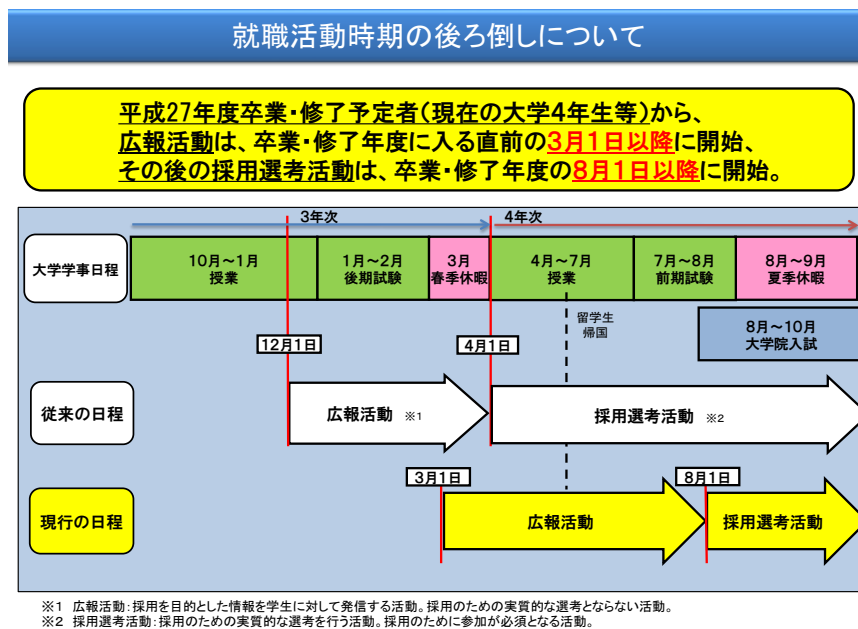 就職活動時期の後ろ倒しについて
平成27年度卒業・修了予定者(現在の大学4年生等)から、
広報活動は、卒業・修了年度に入る直前の3月1日以降に開始、
その後の採用選考活動は、卒業・修了年度の8月1日以降に開始。
3年次
4年次
大学学事日程
10月～1月
授業
1月～2月
後期試験
3月
春季休暇
4月～7月
授業
7月～8月
前期試験
8月～9月
夏季休暇
留学生
帰国
8月～10月
大学院入試
12月1日
4月1日
従来の日程
広報活動 ※1
採用選考活動 ※2
3月1日
8月1日
現行の日程
広報活動
採用選考活動
※1 広報活動:採用を目的とした情報を学生に対して発信する活動。採用のための実質的な選考とならない活動。
※2 採用選考活動:採用のための実質的な選考を行う活動。採用のために参加が必須となる活動。